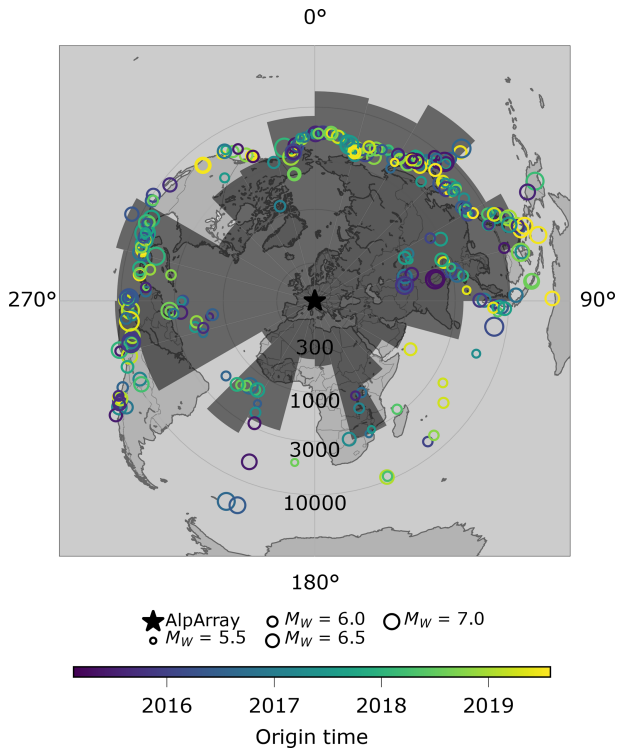 0°
270°
90°
300
1000
3000
10000
180°
AlpArray
M_W = 5.5
M_W = 6.0
M_W = 6.5
M_W = 7.0
2016 2017 2018 2019
Origin time